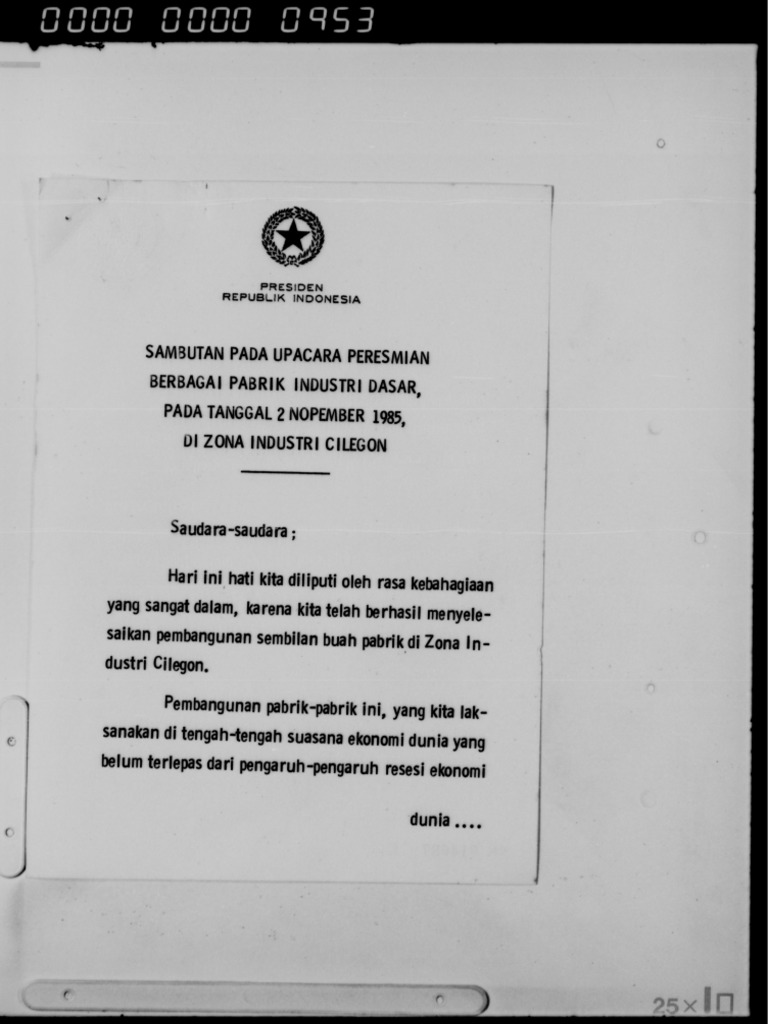 0000 0000 0953
PRESIDEN
REPUBLIK INDONESIA
SAMBUTAN PADA UPACARA PERESMIAN
BERBAGAI PABRIK INDUSTRI DASAR,
PADA TANGGAL 2 NOPEMBER 1985,
DI ZONA INDUSTRI CILEGON
Saudara-saudara ;
Hari ini hati kita diliputi oleh rasa kebahagiaan
yang sangat dalam, karena kita telah berhasil menyele-
saikan pembangunan sembilan buah pabrik di Zona In-
dustri Cilegon.
Pembangunan pabrik-pabrik ini, yang kita lak-
sanakan di tengah-tengah suasana ekonomi dunia yang
belum terlepas dari pengaruh-pengaruh resesi ekonomi
dunia ....
25×